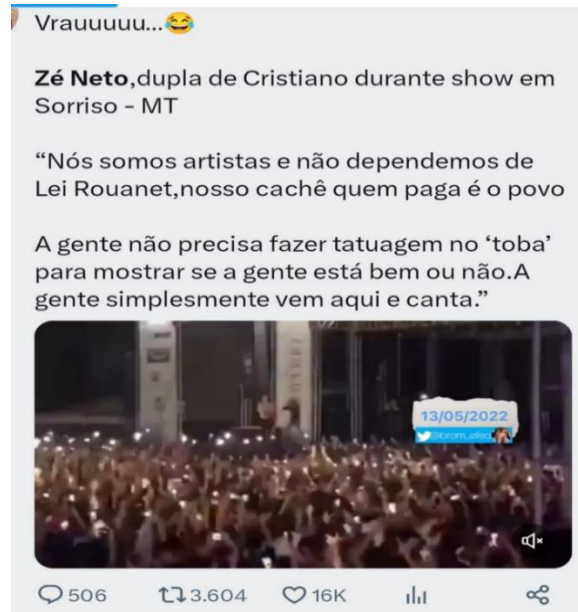 Vrauuuuu...😂
Zé Neto,dupla de Cristiano durante show em
Sorriso - MT
“Nós somos artistas e não dependemos de
Lei Rouanet,nosso cachê quem paga é o povo
A gente não precisa fazer tatuagem no ‘toba’
para mostrar se a gente está bem ou não.A
gente simplesmente vem aqui e canta.”
13/05/2022
506 3.604 16K